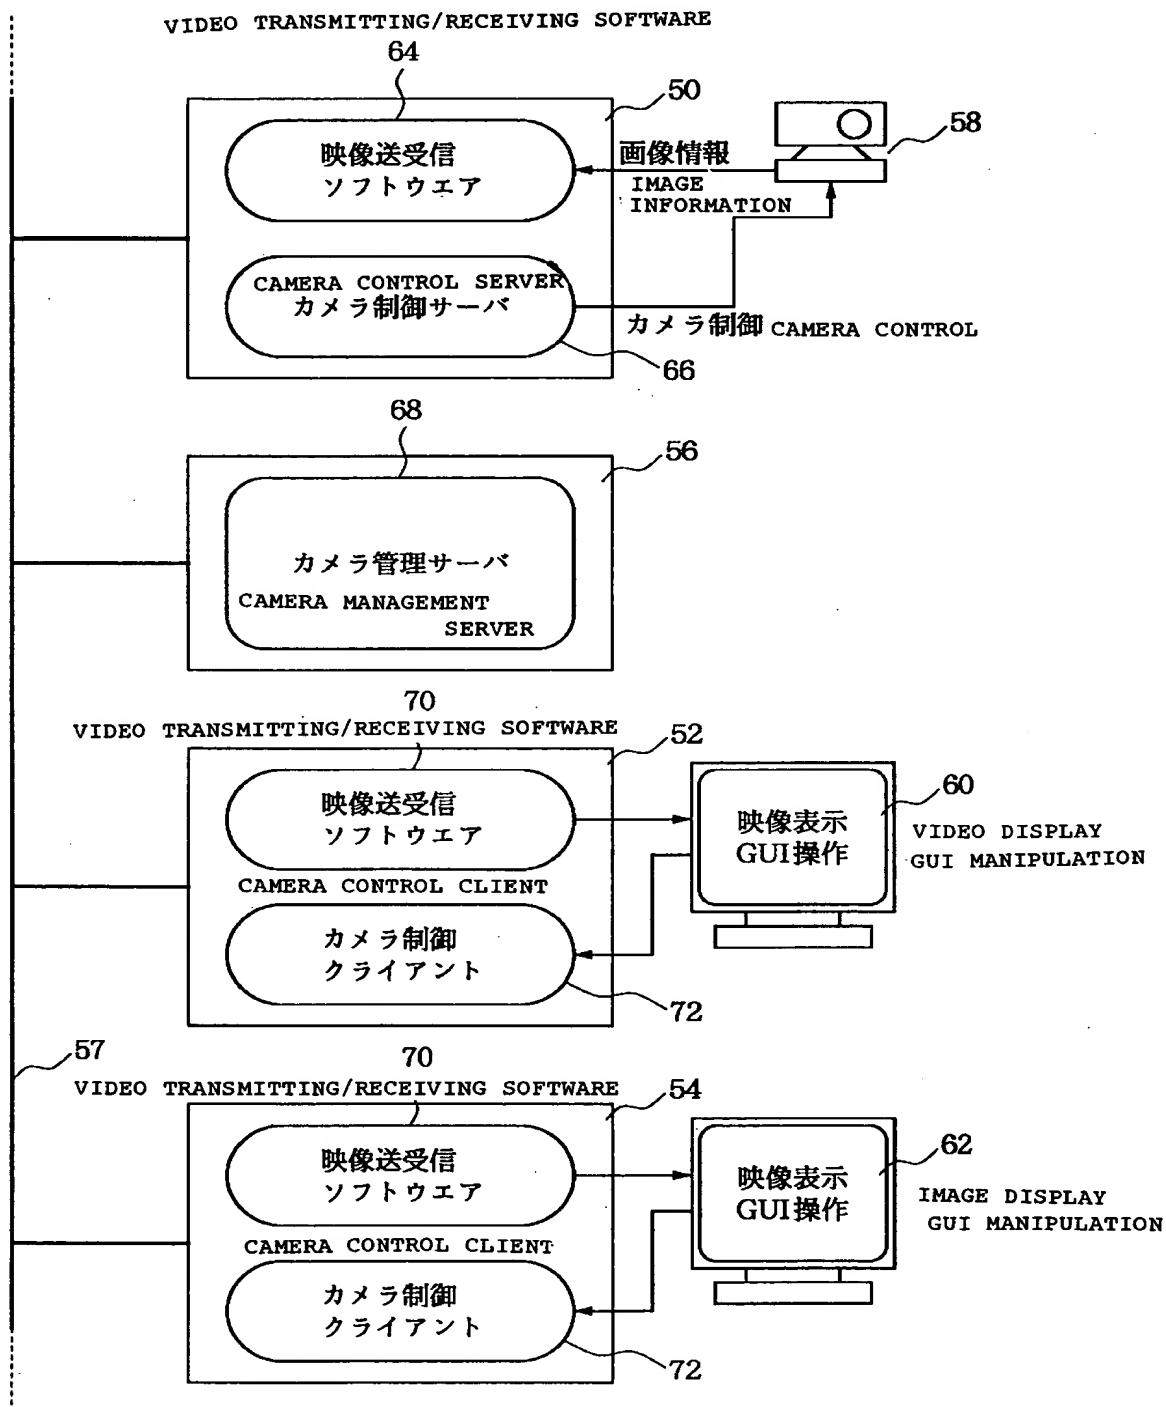 VIDEO TRANSMITTING/RECEIVING SOFTWARE
64
50
58
映像送受信
ソフトウエア
画像情報
IMAGE
INFORMATION
CAMERA CONTROL SERVER
カメラ制御サーバ
カメラ制御 CAMERA CONTROL
66
68
56
カメラ管理サーバ
CAMERA MANAGEMENT
SERVER
70
VIDEO TRANSMITTING/RECEIVING SOFTWARE
52
映像送受信
ソフトウエア
60
映像表示
GUI操作
VIDEO DISPLAY
GUI MANIPULATION
CAMERA CONTROL CLIENT
カメラ制御
クライアント
72
57
70
VIDEO TRANSMITTING/RECEIVING SOFTWARE
54
映像送受信
ソフトウエア
62
映像表示
GUI操作
IMAGE DISPLAY
GUI MANIPULATION
CAMERA CONTROL CLIENT
カメラ制御
クライアント
72